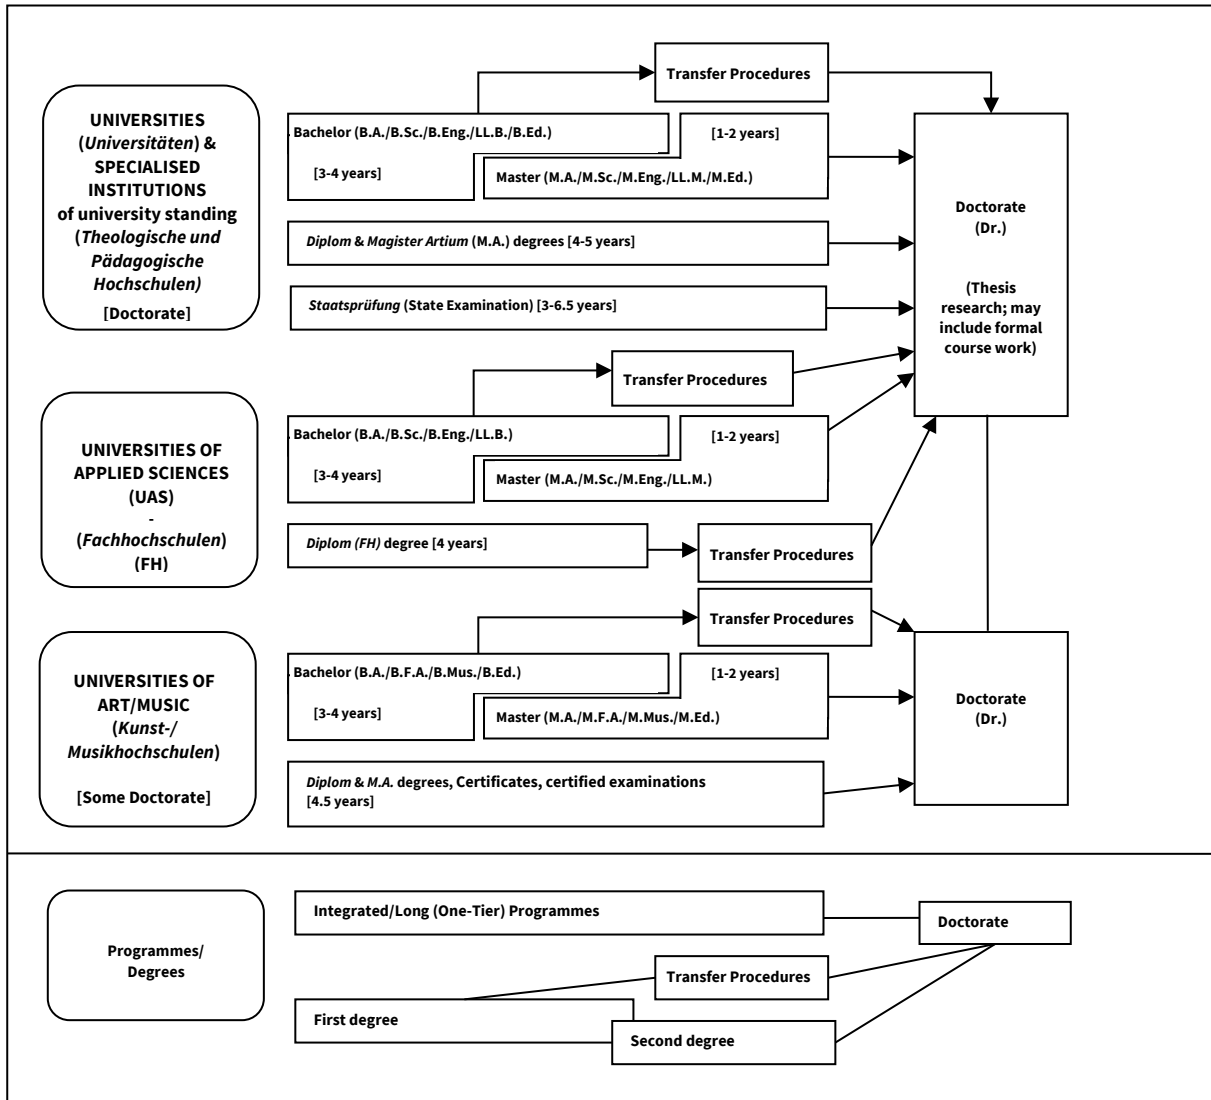 Transfer Procedures
UNIVERSITIES
(Universitäten) &
SPECIALISED
INSTITUTIONS
of university standing
(Theologische und
Pädagogische
Hochschulen)
[Doctorate]
Bachelor (B.A./B.Sc./B.Eng./LL.B./B.Ed.)
[3-4 years]
[1-2 years]
Master (M.A./M.Sc./M.Eng./LL.M./M.Ed.)
Diplom & Magister Artium (M.A.) degrees [4-5 years]
Staatsprüfung (State Examination) [3-6.5 years]
Doctorate
(Dr.)
(Thesis
research; may
include formal
course work)
Transfer Procedures
UNIVERSITIES OF
APPLIED SCIENCES
(UAS)
-
(Fachhochschulen)
(FH)
Bachelor (B.A./B.Sc./B.Eng./LL.B.)
[3-4 years]
[1-2 years]
Master (M.A./M.Sc./M.Eng./LL.M.)
Diplom (FH) degree [4 years]
Transfer Procedures
Transfer Procedures
UNIVERSITIES OF
ART/MUSIC
(Kunst-/
Musikhochschulen)
[Some Doctorate]
Bachelor (B.A./B.F.A./B.Mus./B.Ed.)
[3-4 years]
[1-2 years]
Master (M.A./M.F.A./M.Mus./M.Ed.)
Diplom & M.A. degrees, Certificates, certified examinations
[4.5 years]
Doctorate
(Dr.)
Programmes/
Degrees
Integrated/Long (One-Tier) Programmes
Doctorate
Transfer Procedures
First degree
Second degree